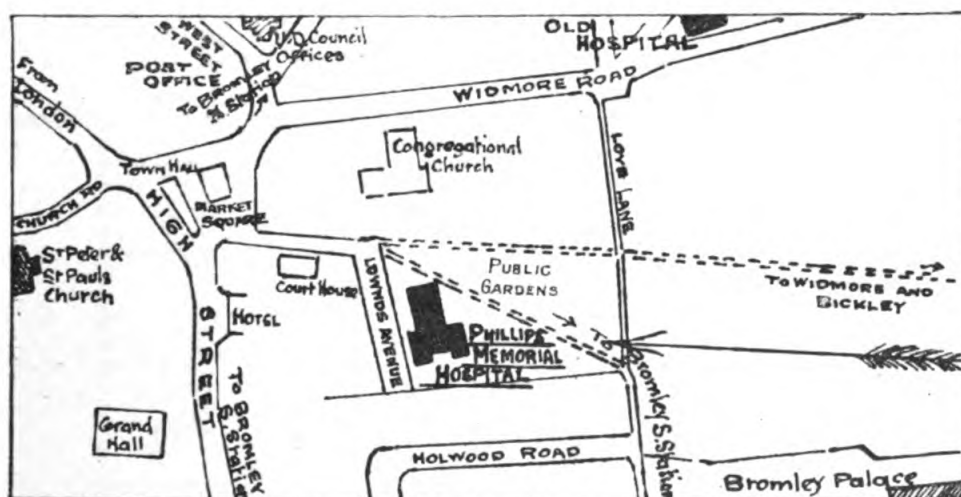 WEST
STREET
U.D. Council
Offices
POST
OFFICE
To BROMLEY
N. Station
From
London
OLD
HOSPITAL
WIDMORE ROAD
Congregational
Church
TOWN HALL
MARKET
SQUARE
CHURCH RD
HIGH
STREET
LOVE LANE
St Peter &
St Pauls
Church
Court House
LOWNDS AVENUE
PUBLIC
GARDENS
TO WIDMORE AND
BICKLEY
HOTEL
PHILLIPS
MEMORIAL
HOSPITAL
To Bromley S. Station
TO BROMLEY
S. Station
Grand
Hall
HOLWOOD ROAD
Bromley Palace